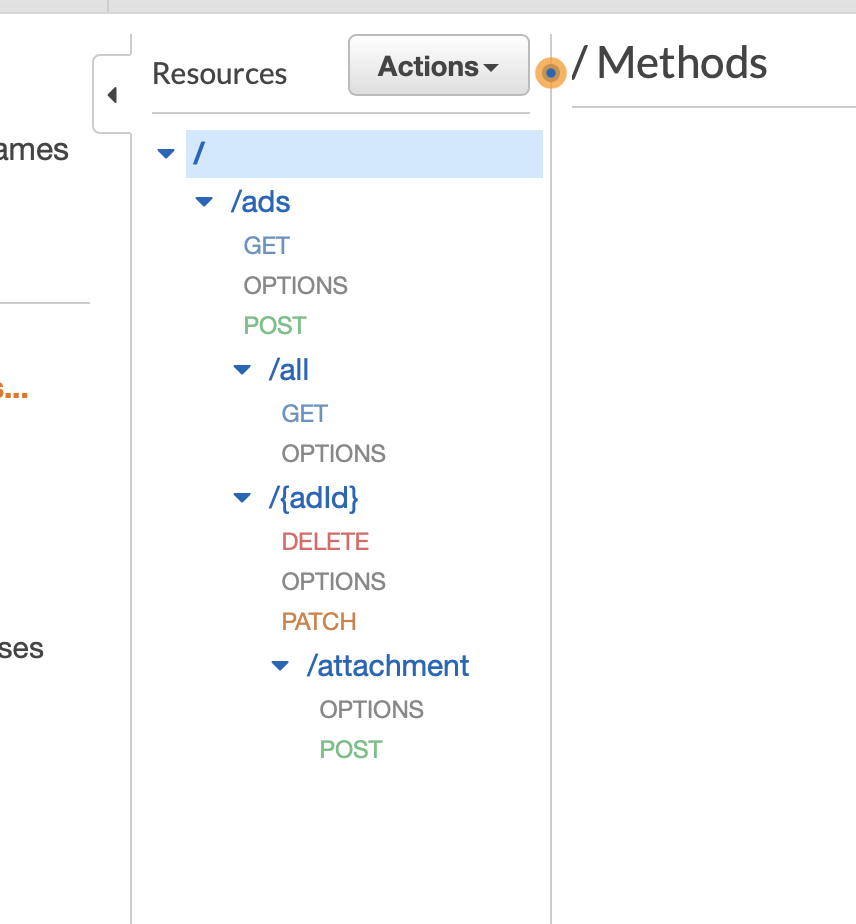 Resources
Actions
/ Methods
/
/ads
GET
OPTIONS
POST
/all
GET
OPTIONS
/{adId}
DELETE
OPTIONS
PATCH
/attachment
OPTIONS
POST
ames
s...
ses